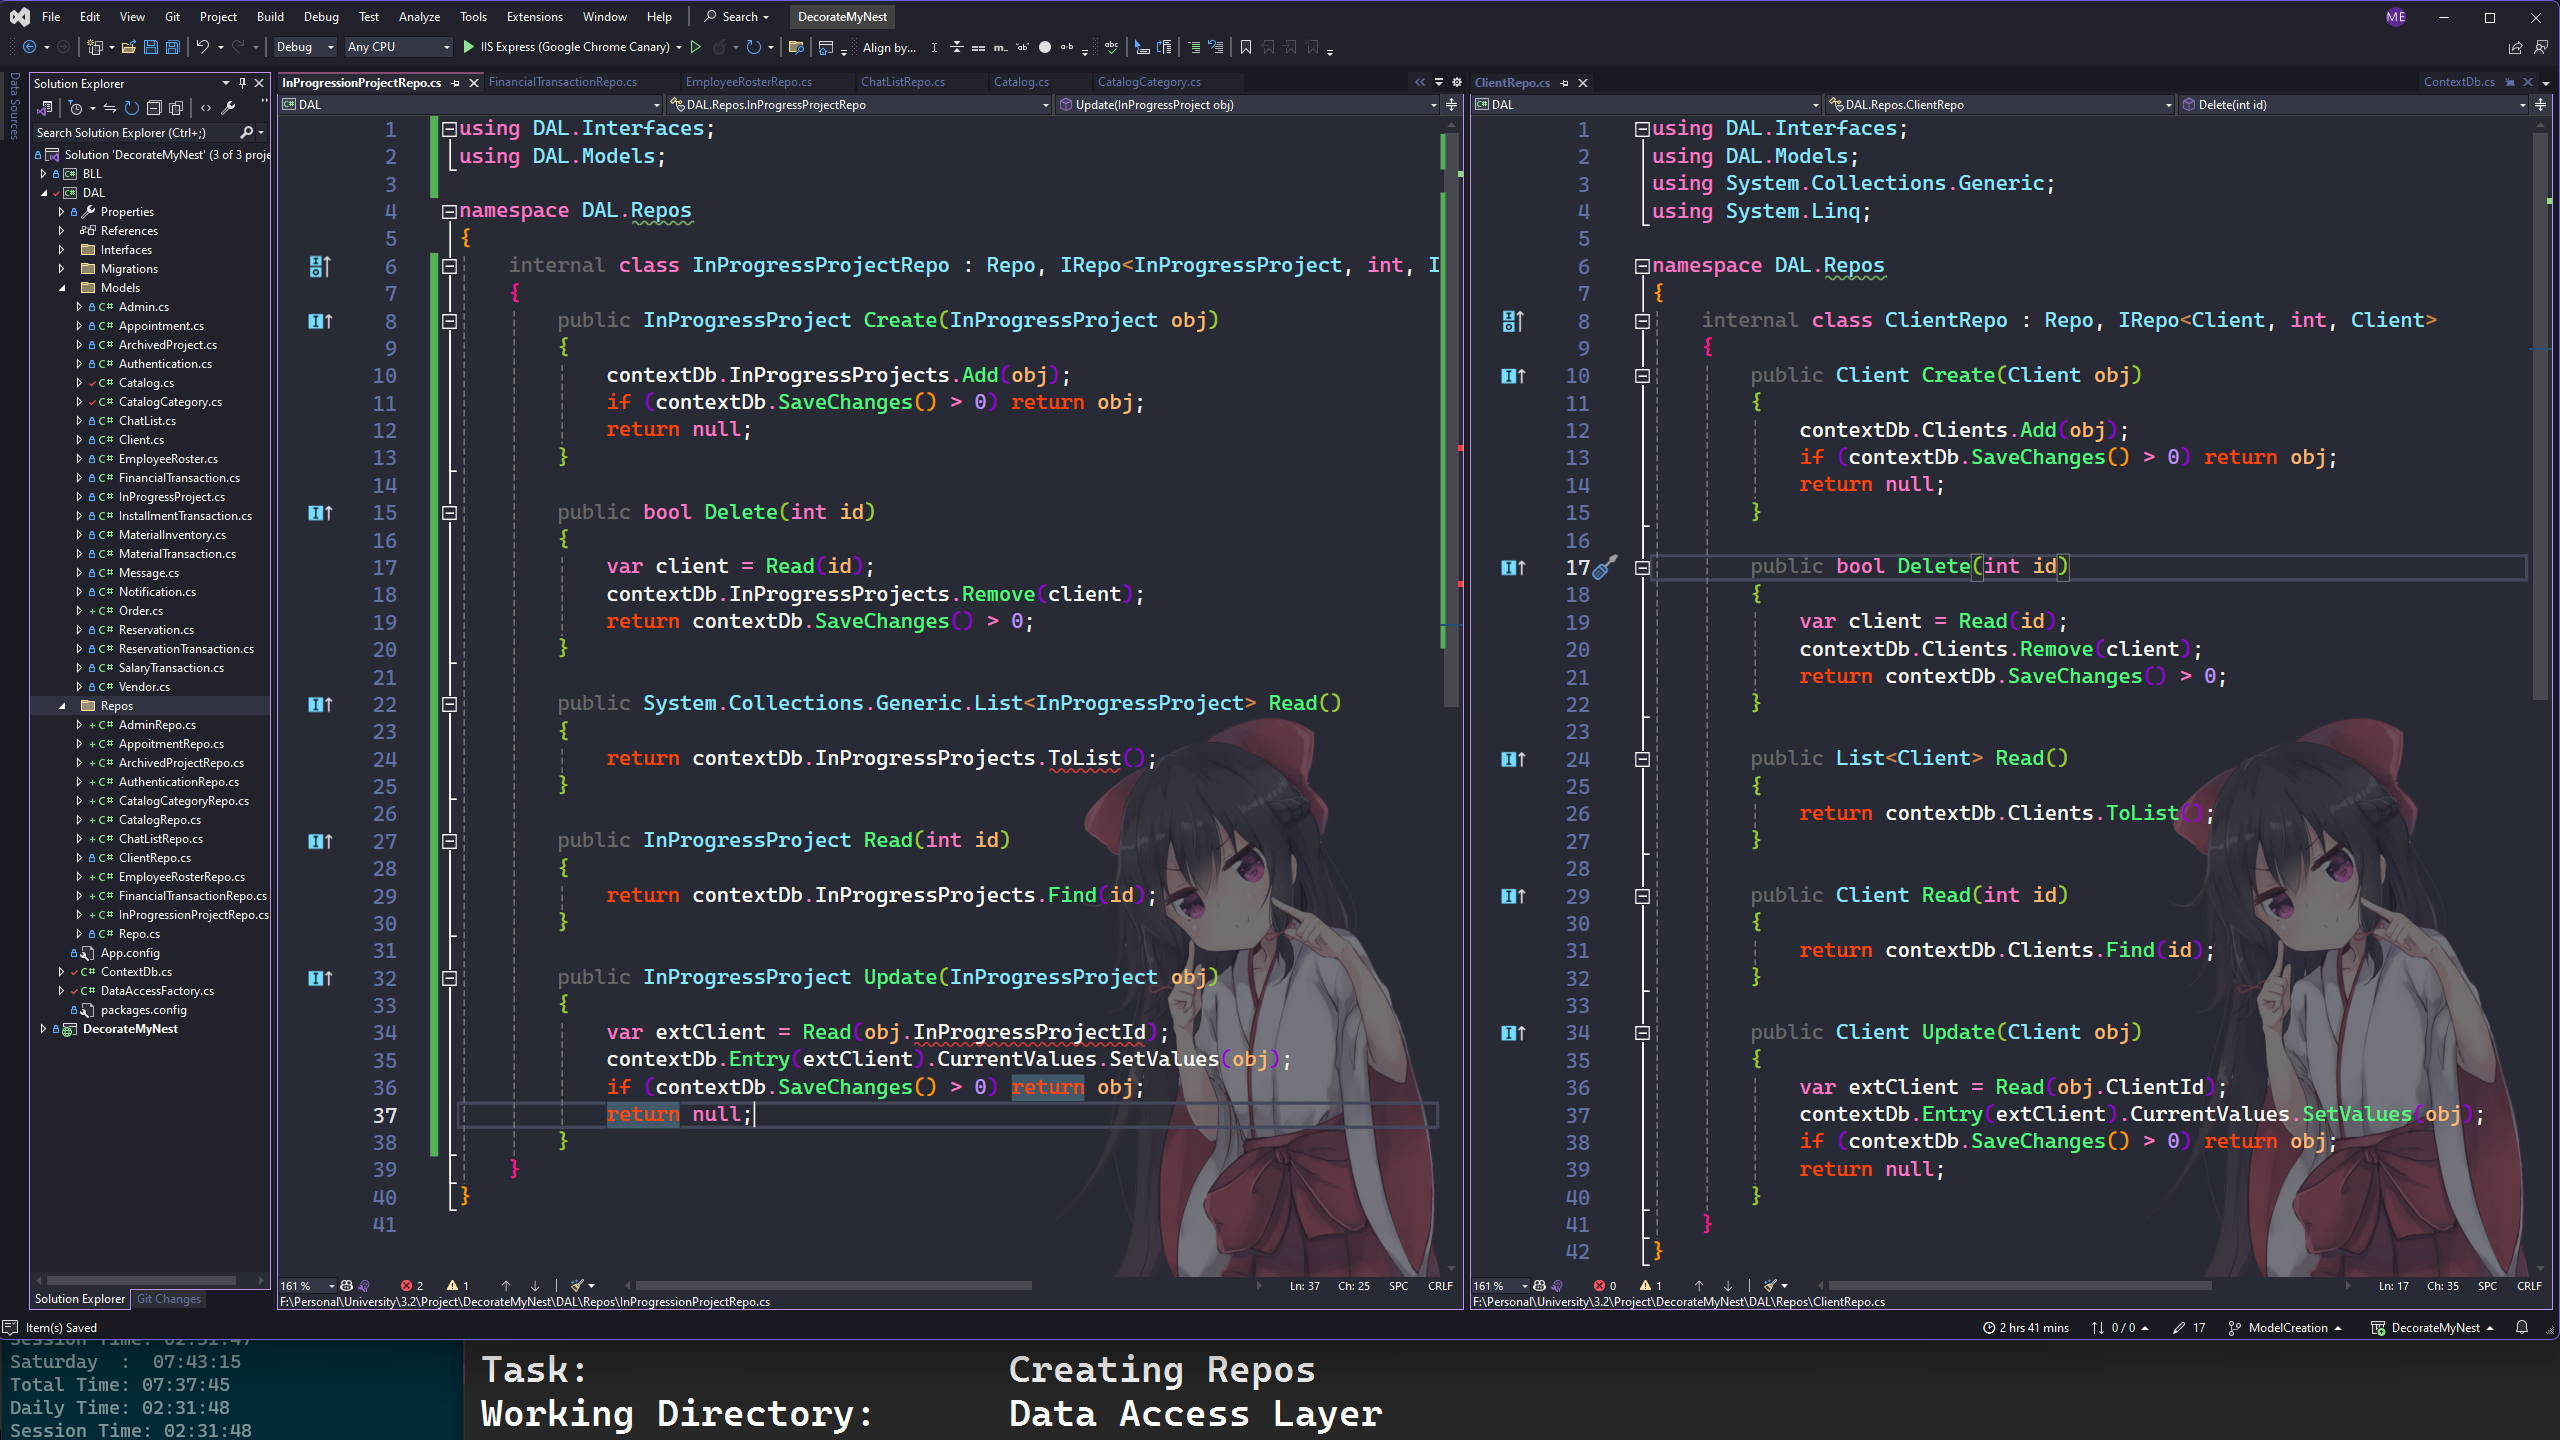 File Edit View Git Project Build Debug Test Analyze Tools Extensions Window Help Search DecorateMyNest ME
Debug Any CPU IIS Express (Google Chrome Canary) Align by...
Data Sources
Solution Explorer
Search Solution Explorer (Ctrl+;)
Solution 'DecorateMyNest' (3 of 3 proje
BLL
C# DAL
Properties
References
Interfaces
Migrations
Models
C# Admin.cs
C# Appointment.cs
C# ArchivedProject.cs
C# Authentication.cs
C# Catalog.cs
C# CatalogCategory.cs
C# ChatList.cs
C# Client.cs
C# EmployeeRoster.cs
C# FinancialTransaction.cs
C# InProgressProject.cs
C# InstallmentTransaction.cs
C# MaterialInventory.cs
C# MaterialTransaction.cs
C# Message.cs
C# Notification.cs
C# Order.cs
C# Reservation.cs
C# ReservationTransaction.cs
C# SalaryTransaction.cs
C# Vendor.cs
Repos
C# AdminRepo.cs
C# AppoitmentRepo.cs
C# ArchivedProjectRepo.cs
C# AuthenticationRepo.cs
C# CatalogCategoryRepo.cs
C# CatalogRepo.cs
C# ChatListRepo.cs
C# ClientRepo.cs
C# EmployeeRosterRepo.cs
C# FinancialTransactionRepo.cs
C# InProgressionProjectRepo.cs
C# Repo.cs
App.config
C# ContextDb.cs
C# DataAccessFactory.cs
packages.config
DecorateMyNest
Solution Explorer Git Changes
InProgressionProjectRepo.cs FinancialTransactionRepo.cs EmployeeRosterRepo.cs ChatListRepo.cs Catalog.cs CatalogCategory.cs
C# DAL DAL.Repos.InProgressProjectRepo Update(InProgressProject obj)
1 using DAL.Interfaces;
2 using DAL.Models;
3
4 namespace DAL.Repos
5 {
6 internal class InProgressProjectRepo : Repo, IRepo<InProgressProject, int, I
7 {
8 public InProgressProject Create(InProgressProject obj)
9 {
10 contextDb.InProgressProjects.Add(obj);
11 if (contextDb.SaveChanges() > 0) return obj;
12 return null;
13 }
14
15 public bool Delete(int id)
16 {
17 var client = Read(id);
18 contextDb.InProgressProjects.Remove(client);
19 return contextDb.SaveChanges() > 0;
20 }
21
22 public System.Collections.Generic.List<InProgressProject> Read()
23 {
24 return contextDb.InProgressProjects.ToList();
25 }
26
27 public InProgressProject Read(int id)
28 {
29 return contextDb.InProgressProjects.Find(id);
30 }
31
32 public InProgressProject Update(InProgressProject obj)
33 {
34 var extClient = Read(obj.InProgressProjectId);
35 contextDb.Entry(extClient).CurrentValues.SetValues(obj);
36 if (contextDb.SaveChanges() > 0) return obj;
37 return null;
38 }
39 }
40 }
41
161 % 2 1 Ln: 37 Ch: 25 SPC CRLF
F:\Personal\University\3.2\Project\DecorateMyNest\DAL\Repos\InProgressionProjectRepo.cs
ClientRepo.cs ContextDb.cs
C# DAL DAL.Repos.ClientRepo Delete(int id)
1 using DAL.Interfaces;
2 using DAL.Models;
3 using System.Collections.Generic;
4 using System.Linq;
5
6 namespace DAL.Repos
7 {
8 internal class ClientRepo : Repo, IRepo<Client, int, Client>
9 {
10 public Client Create(Client obj)
11 {
12 contextDb.Clients.Add(obj);
13 if (contextDb.SaveChanges() > 0) return obj;
14 return null;
15 }
16
17 public bool Delete(int id)
18 {
19 var client = Read(id);
20 contextDb.Clients.Remove(client);
21 return contextDb.SaveChanges() > 0;
22 }
23
24 public List<Client> Read()
25 {
26 return contextDb.Clients.ToList();
27 }
28
29 public Client Read(int id)
30 {
31 return contextDb.Clients.Find(id);
32 }
33
34 public Client Update(Client obj)
35 {
36 var extClient = Read(obj.ClientId);
37 contextDb.Entry(extClient).CurrentValues.SetValues(obj);
38 if (contextDb.SaveChanges() > 0) return obj;
39 return null;
40 }
41 }
42 }
161 % 0 1 Ln: 17 Ch: 35 SPC CRLF
F:\Personal\University\3.2\Project\DecorateMyNest\DAL\Repos\ClientRepo.cs
Item(s) Saved 2 hrs 41 mins 0 / 0 17 ModelCreation DecorateMyNest
Session Time: 02:31:47
Saturday : 07:43:15
Total Time: 07:37:45
Daily Time: 02:31:48
Session Time: 02:31:48
Task: Creating Repos
Working Directory: Data Access Layer